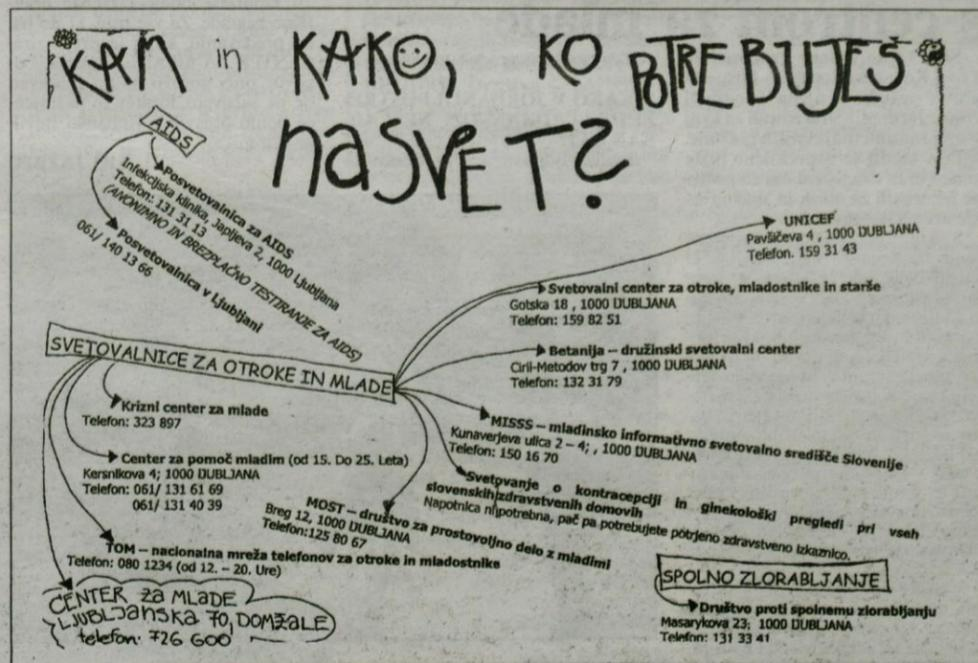 KAM in KAKO, KO POTREBUJEŠ
NASVET?
AIDS
Posvetovalnica za AIDS
Infekcijska klinika, Japljeva 2, 1000 Ljubljana
Telefon: 131 31 13
(ANONIMNO IN BREZPLAČNO TESTIRANJE ZA AIDS)
Posvetovalnica v Ljubljani
061/ 140 13 66
SVETOVALNICE ZA OTROKE IN MLADE
UNICEF
Pavšičeva 4 , 1000 LJUBLJANA
Telefon. 159 31 43
Svetovalni center za otroke, mladostnike in starše
Gotska 18 , 1000 LJUBLJANA
Telefon: 159 82 51
Betanija – družinski svetovalni center
Ciril-Metodov trg 7 , 1000 LJUBLJANA
Telefon: 132 31 79
MISSS – mladinsko informativno svetovalno središče Slovenije
Kunaverjeva ulica 2 – 4; , 1000 LJUBLJANA
Telefon: 150 16 70
Svetovanje o kontracepciji in ginekološki pregledi pri vseh
slovenskih zdravstvenih domovih
Napotnica ni potrebna, pač pa potrebujete potrjeno zdravstveno izkaznico.
Krizni center za mlade
Telefon: 323 897
Center za pomoč mladim (od 15. Do 25. Leta)
Kersnikova 4; 1000 LJUBLJANA
Telefon: 061/ 131 61 69
061/ 131 40 39
MOST – društvo za prostovoljno delo z mladimi
Breg 12, 1000 LJUBLJANA
Telefon:125 80 67
TOM – nacionalna mreža telefonov za otroke in mladostnike
Telefon: 080 1234 (od 12. – 20. Ure)
CENTER za MLADE
LJUBLJANSKA 70, DOMŽALE
telefon: 726 600
SPOLNO ZLORABLJANJE
Društvo proti spolnemu zlorabljanju
Masarykova 23; 1000 LJUBLJANA
Telefon: 131 33 41